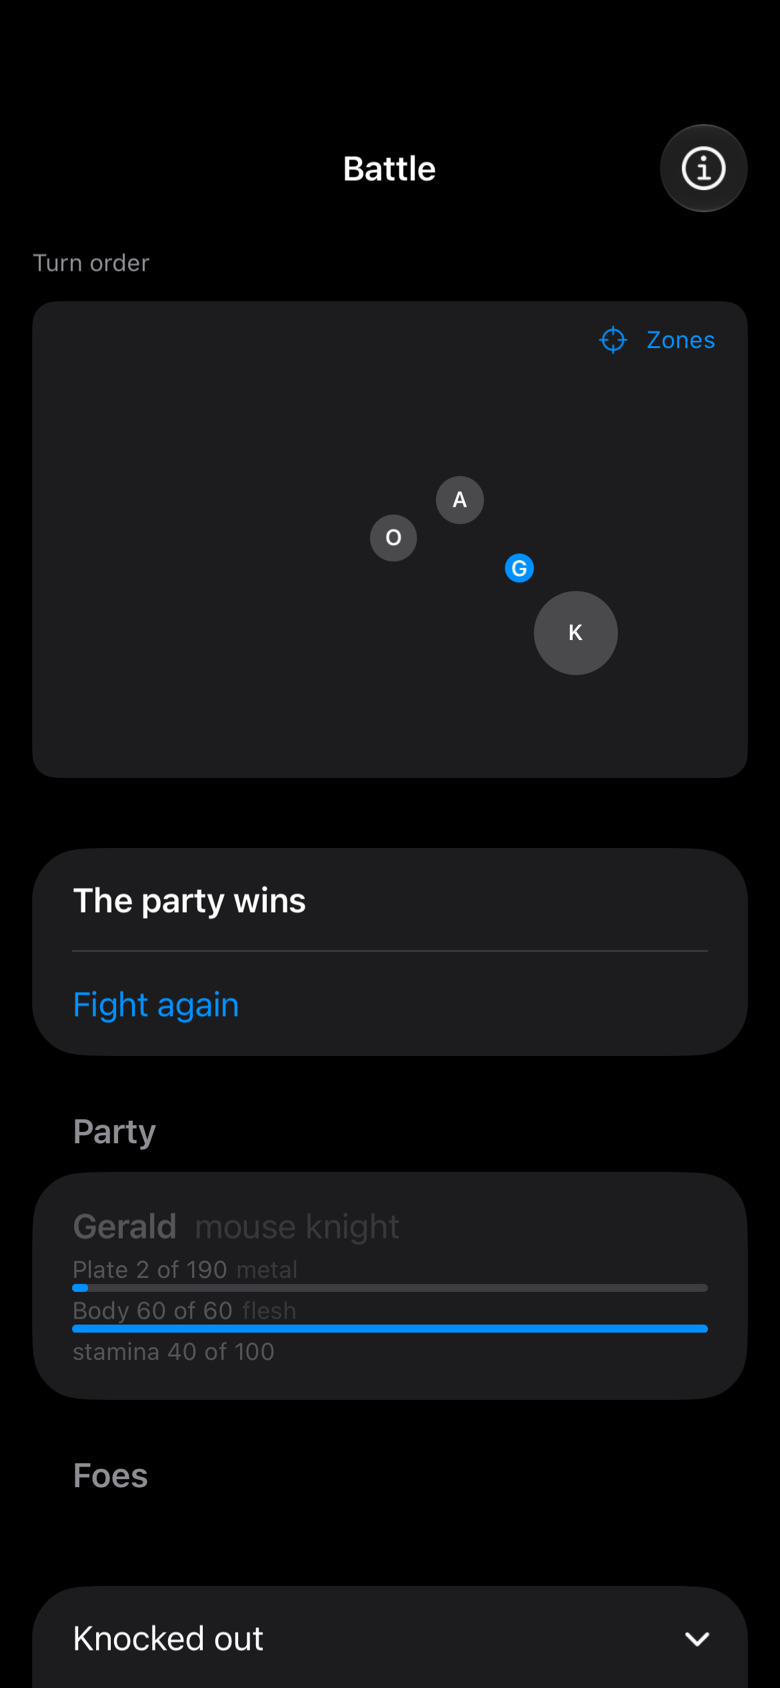 Battle
Turn order
Zones
A
O
G
K
The party wins
Fight again
Party
Gerald mouse knight
Plate 2 of 190 metal
Body 60 of 60 flesh
stamina 40 of 100
Foes
Knocked out